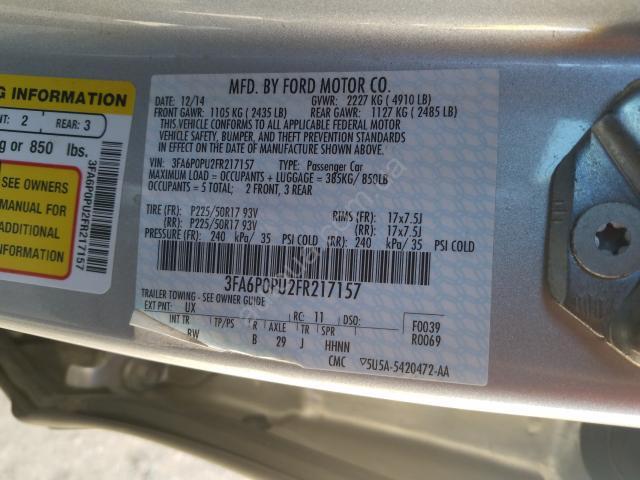 G INFORMATION
NT: 2 REAR: 3
g or 850 lbs.
SEE OWNERS
MANUAL FOR
ADDITIONAL
INFORMATION
3FA6P0PU2FR217157
MFD. BY FORD MOTOR CO.
12/14 GVWR: 2227 KG (4910 LB)
FRONT GAWR: 1105 KG (2435 LB) REAR GAWR: 1127 KG (2485 LB)
THIS VEHICLE CONFORMS TO ALL APPLICABLE FEDERAL MOTOR
VEHICLE SAFETY, BUMPER, AND THEFT PREVENTION STANDARDS
IN EFFECT ON THE DATE OF MANUFACTURE SHOWN ABOVE.
VIN: 3FA6P0PU2FR217157 TYPE: Passenger Car
MAXIMUM LOAD = OCCUPANTS + LUGGAGE = 385KG / 850LB
OCCUPANTS = 5 TOTAL, 2 FRONT, 3 REAR
TIRE (FR): P225/50R17 93V RIMS (FR): 17x7.5J
(RR): P225/50R17 93V (RR): 17x7.5J
PRESSURE (FR): 240 kPa/ 35 PSI COLD (RR): 240 kPa/ 35 PSI COLD
3FA6P0PU2FR217157
TRAILER TOWING - SEE OWNER GUIDE
EXT PNT: UX RC: 11 DSO: F0039
INT TR TP/PS R AXLE TR SPR R0069
BW B 29 J HHNN
CMC ▽5U5A-5420472-AA